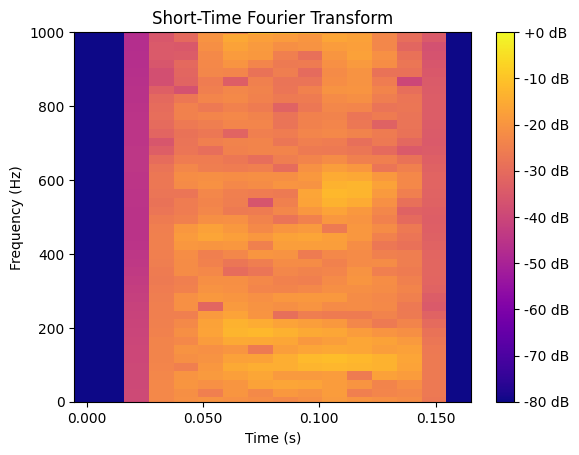 Short-Time Fourier Transform
1000
800
600
400
200
0
Frequency (Hz)
0.000
0.050
0.100
0.150
Time (s)
+0 dB
-10 dB
-20 dB
-30 dB
-40 dB
-50 dB
-60 dB
-70 dB
-80 dB